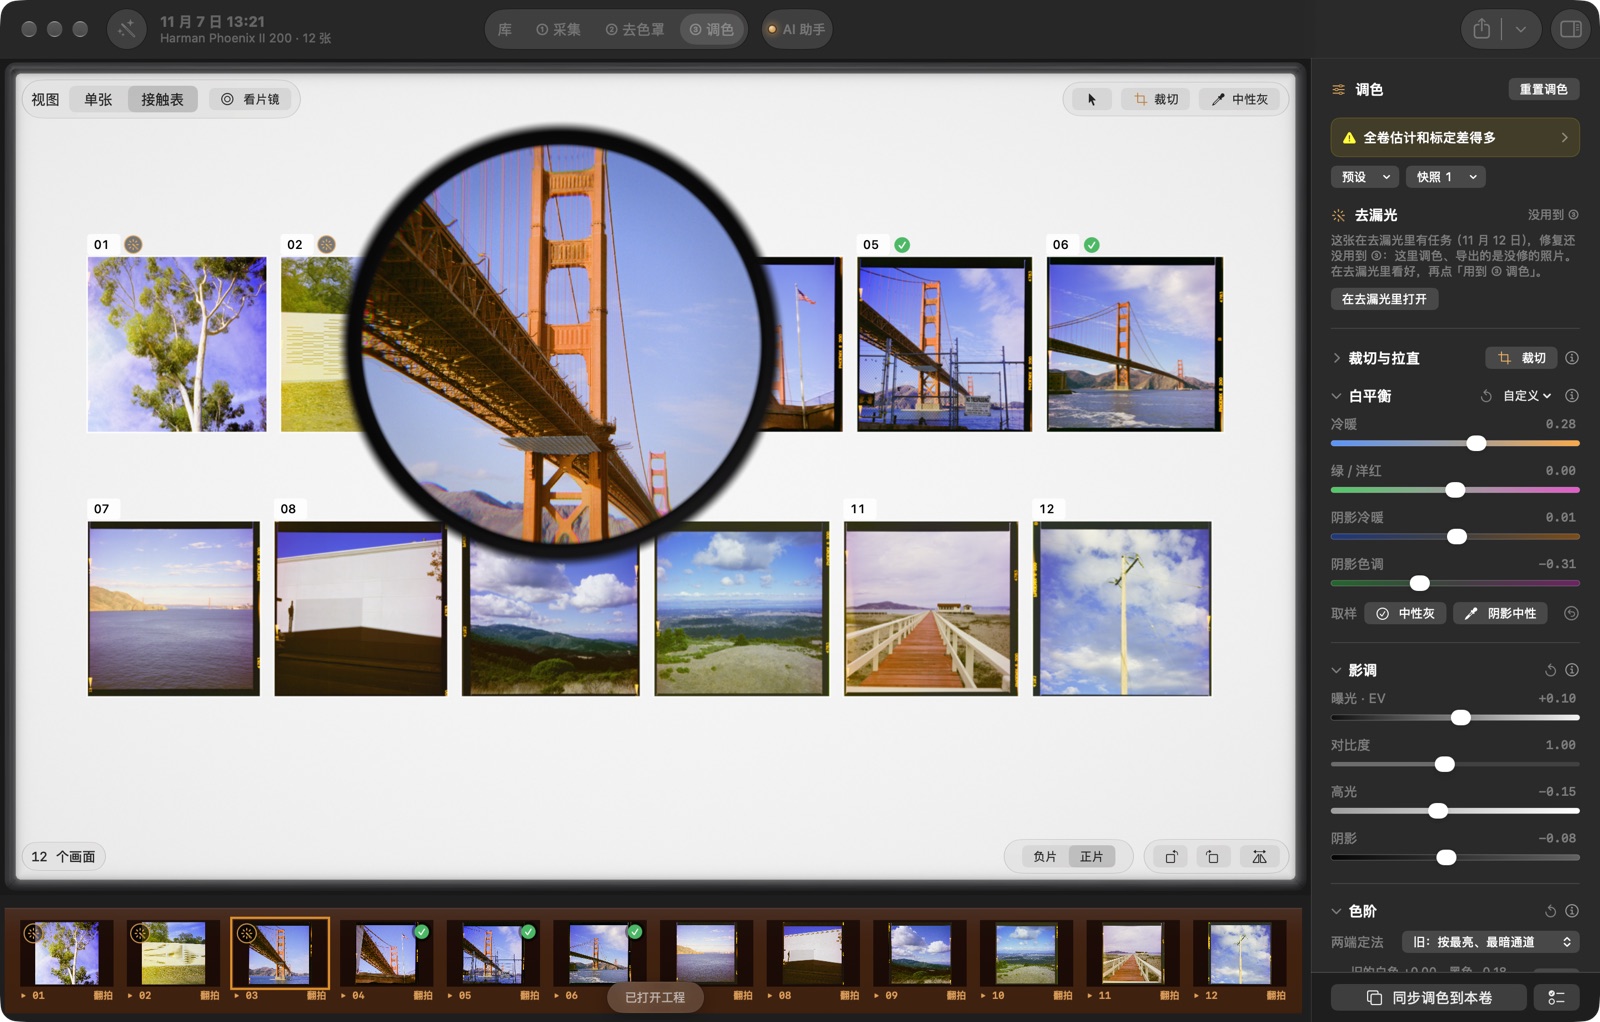 11 月 7 日 13:21
Harman Phoenix II 200 · 12 张
库
① 采集
② 去色罩
③ 调色
AI 助手
视图
单张
接触表
看片镜
裁切
中性灰
01
02
05
06
07
08
11
12
12 个画面
负片
正片
01 翻拍
02 翻拍
03 翻拍
04 翻拍
05 翻拍
06
翻拍
08 翻拍
09 翻拍
10 翻拍
11 翻拍
12 翻拍
已打开工程
调色
重置调色
全卷估计和标定差得多
预设
快照 1
去漏光
没用到 ③
这张在去漏光里有任务（11 月 12 日），修复还
没用到 ③：这里调色、导出的是没修的照片。
在去漏光里看好，再点「用到 ③ 调色」。
在去漏光里打开
裁切与拉直
裁切
白平衡
自定义
冷暖 0.28
绿 / 洋红 0.00
阴影冷暖 0.01
阴影色调 −0.31
取样
中性灰
阴影中性
影调
曝光 · EV +0.10
对比度 1.00
高光 −0.15
阴影 −0.08
色阶
两端定法
旧：按最亮、最暗通道
同步调色到本卷